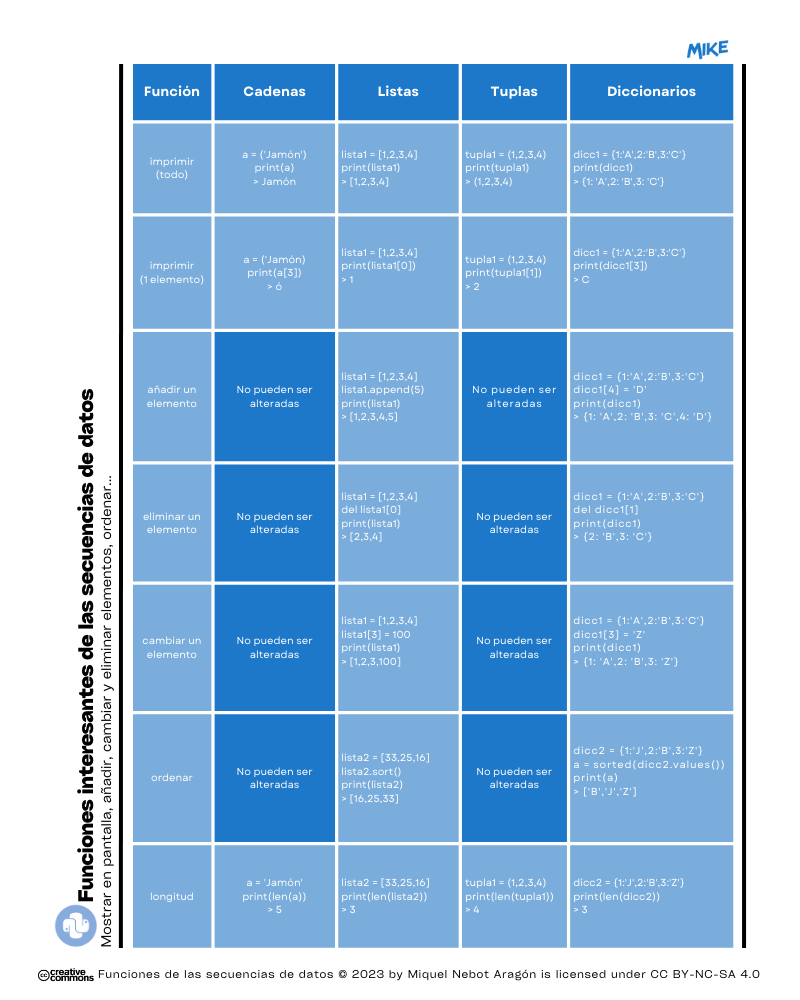 MIKE
Funciones interesantes de las secuencias de datos
Mostrar en pantalla, añadir, cambiar y eliminar elementos, ordenar...
Función
Cadenas
Listas
Tuplas
Diccionarios
imprimir
(todo)
a = ('Jamón')
print(a)
> Jamón
lista1 = [1,2,3,4]
print(lista1)
> [1,2,3,4]
tupla1 = (1,2,3,4)
print(tupla1)
> (1,2,3,4)
dicc1 = {1:'A',2:'B',3:'C'}
print(dicc1)
> {1: 'A',2: 'B',3: 'C'}
imprimir
(1 elemento)
a = ('Jamón)
print(a[3])
> ó
lista1 = [1,2,3,4]
print(lista1[0])
> 1
tupla1 = (1,2,3,4)
print(tupla1[1])
> 2
dicc1 = {1:'A',2:'B',3:'C'}
print(dicc1[3])
> C
añadir un
elemento
No pueden ser
alteradas
lista1 = [1,2,3,4]
lista1.append(5)
print(lista1)
> [1,2,3,4,5]
No pueden ser
alteradas
dicc1 = {1:'A',2:'B',3:'C'}
dicc1[4] = 'D'
print(dicc1)
> {1: 'A',2: 'B',3: 'C',4: 'D'}
eliminar un
elemento
No pueden ser
alteradas
lista1 = [1,2,3,4]
del lista1[0]
print(lista1)
> [2,3,4]
No pueden ser
alteradas
dicc1 = {1:'A',2:'B',3:'C'}
del dicc1[1]
print(dicc1)
> {2: 'B',3: 'C'}
cambiar un
elemento
No pueden ser
alteradas
lista1 = [1,2,3,4]
lista1[3] = 100
print(lista1)
> [1,2,3,100]
No pueden ser
alteradas
dicc1 = {1:'A',2:'B',3:'C'}
dicc1[3] = 'Z'
print(dicc1)
> {1: 'A',2: 'B',3: 'Z'}
ordenar
No pueden ser
alteradas
lista2 = [33,25,16]
lista2.sort()
print(lista2)
> [16,25,33]
No pueden ser
alteradas
dicc2 = {1:'J',2:'B',3:'Z'}
a = sorted(dicc2.values())
print(a)
> ['B','J','Z']
longitud
a = 'Jamón'
print(len(a))
> 5
lista2 = [33,25,16]
print(len(lista2))
> 3
tupla1 = (1,2,3,4)
print(len(tupla1))
> 4
dicc2 = {1:'J',2:'B',3:'Z'}
print(len(dicc2))
> 3
cc creative commons
Funciones de las secuencias de datos © 2023 by Miquel Nebot Aragón is licensed under CC BY-NC-SA 4.0